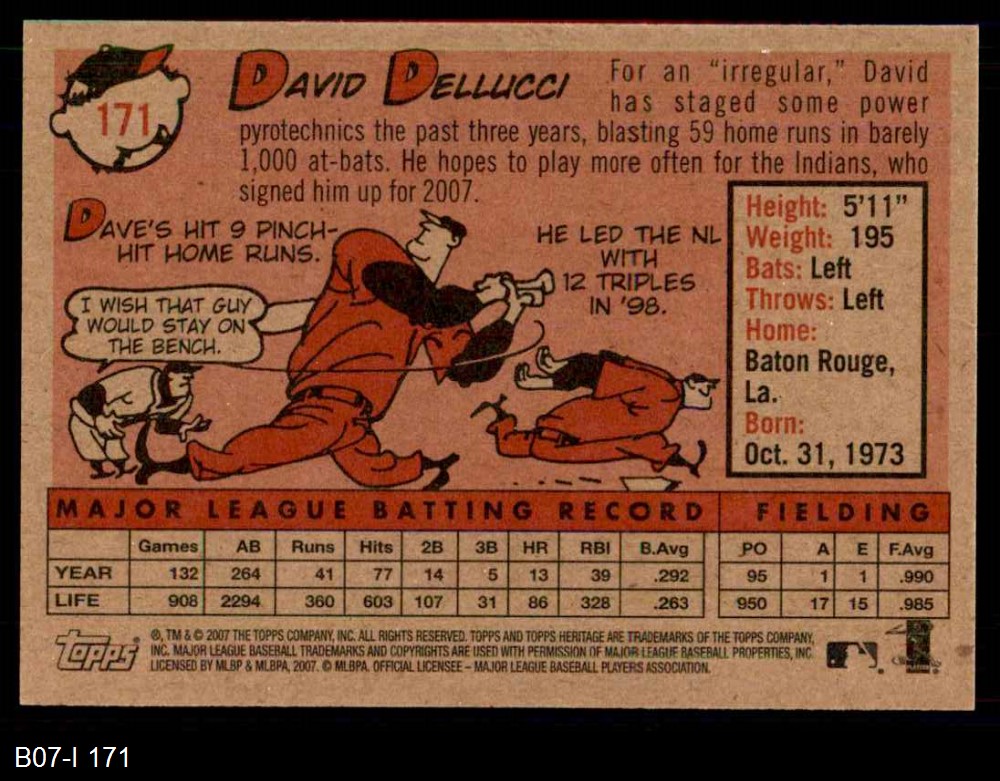 171
DAVID DELLUCCI
For an "irregular," David
has staged some power
pyrotechnics the past three years, blasting 59 home runs in barely
1,000 at-bats. He hopes to play more often for the Indians, who
signed him up for 2007.
DAVE'S HIT 9 PINCH-
HIT HOME RUNS.
I WISH THAT GUY
WOULD STAY ON
THE BENCH.
HE LED THE NL
WITH
12 TRIPLES
IN '98.
Height: 5'11"
Weight: 195
Bats: Left
Throws: Left
Home:
Baton Rouge,
La.
Born:
Oct. 31, 1973
MAJOR LEAGUE BATTING RECORD FIELDING
Games AB Runs Hits 2B 3B HR RBI B.Avg PO A E F.Avg
YEAR 132 264 41 77 14 5 13 39 .292 95 1 1 .990
LIFE 908 2294 360 603 107 31 86 328 .263 950 17 15 .985
Topps
®, TM & © 2007 THE TOPPS COMPANY, INC. ALL RIGHTS RESERVED. TOPPS AND TOPPS HERITAGE ARE TRADEMARKS OF THE TOPPS COMPANY,
INC. MAJOR LEAGUE BASEBALL TRADEMARKS AND COPYRIGHTS ARE USED WITH PERMISSION OF MAJOR LEAGUE BASEBALL PROPERTIES, INC.
LICENSED BY MLBP & MLBPA, 2007. © MLBPA. OFFICIAL LICENSEE – MAJOR LEAGUE BASEBALL PLAYERS ASSOCIATION.
B07-I 171